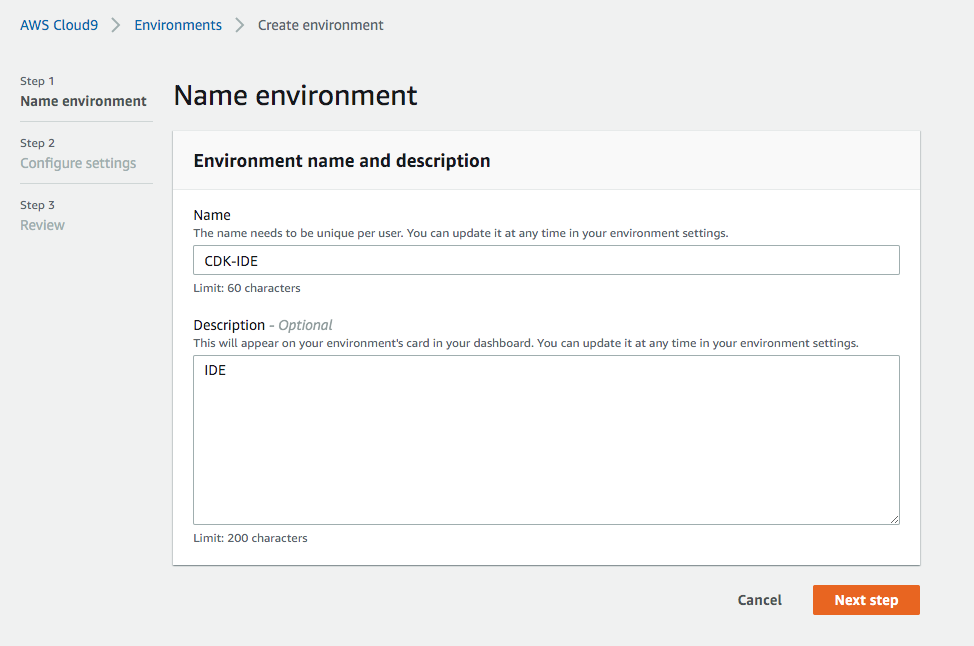 AWS Cloud9 > Environments > Create environment
Step 1
Name environment
Step 2
Configure settings
Step 3
Review
Name environment
Environment name and description
Name
The name needs to be unique per user. You can update it at any time in your environment settings.
CDK-IDE
Limit: 60 characters
Description - Optional
This will appear on your environment's card in your dashboard. You can update it at any time in your environment settings.
IDE
Limit: 200 characters
Cancel
Next step